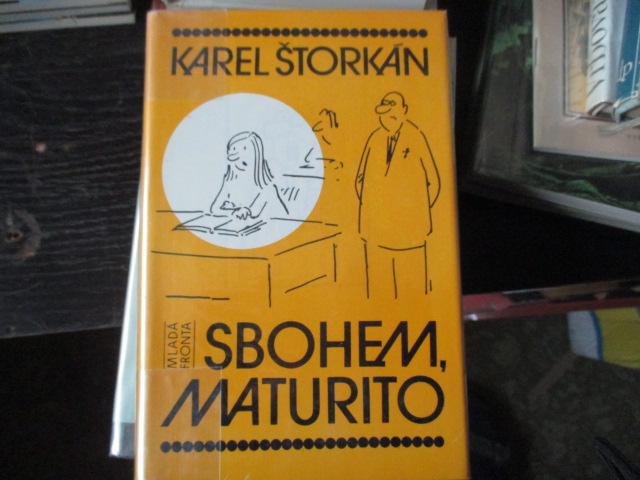 KAREL ŠTORKÁN
MLADÁ
FRONTA
SBOHEM,
MATURITO